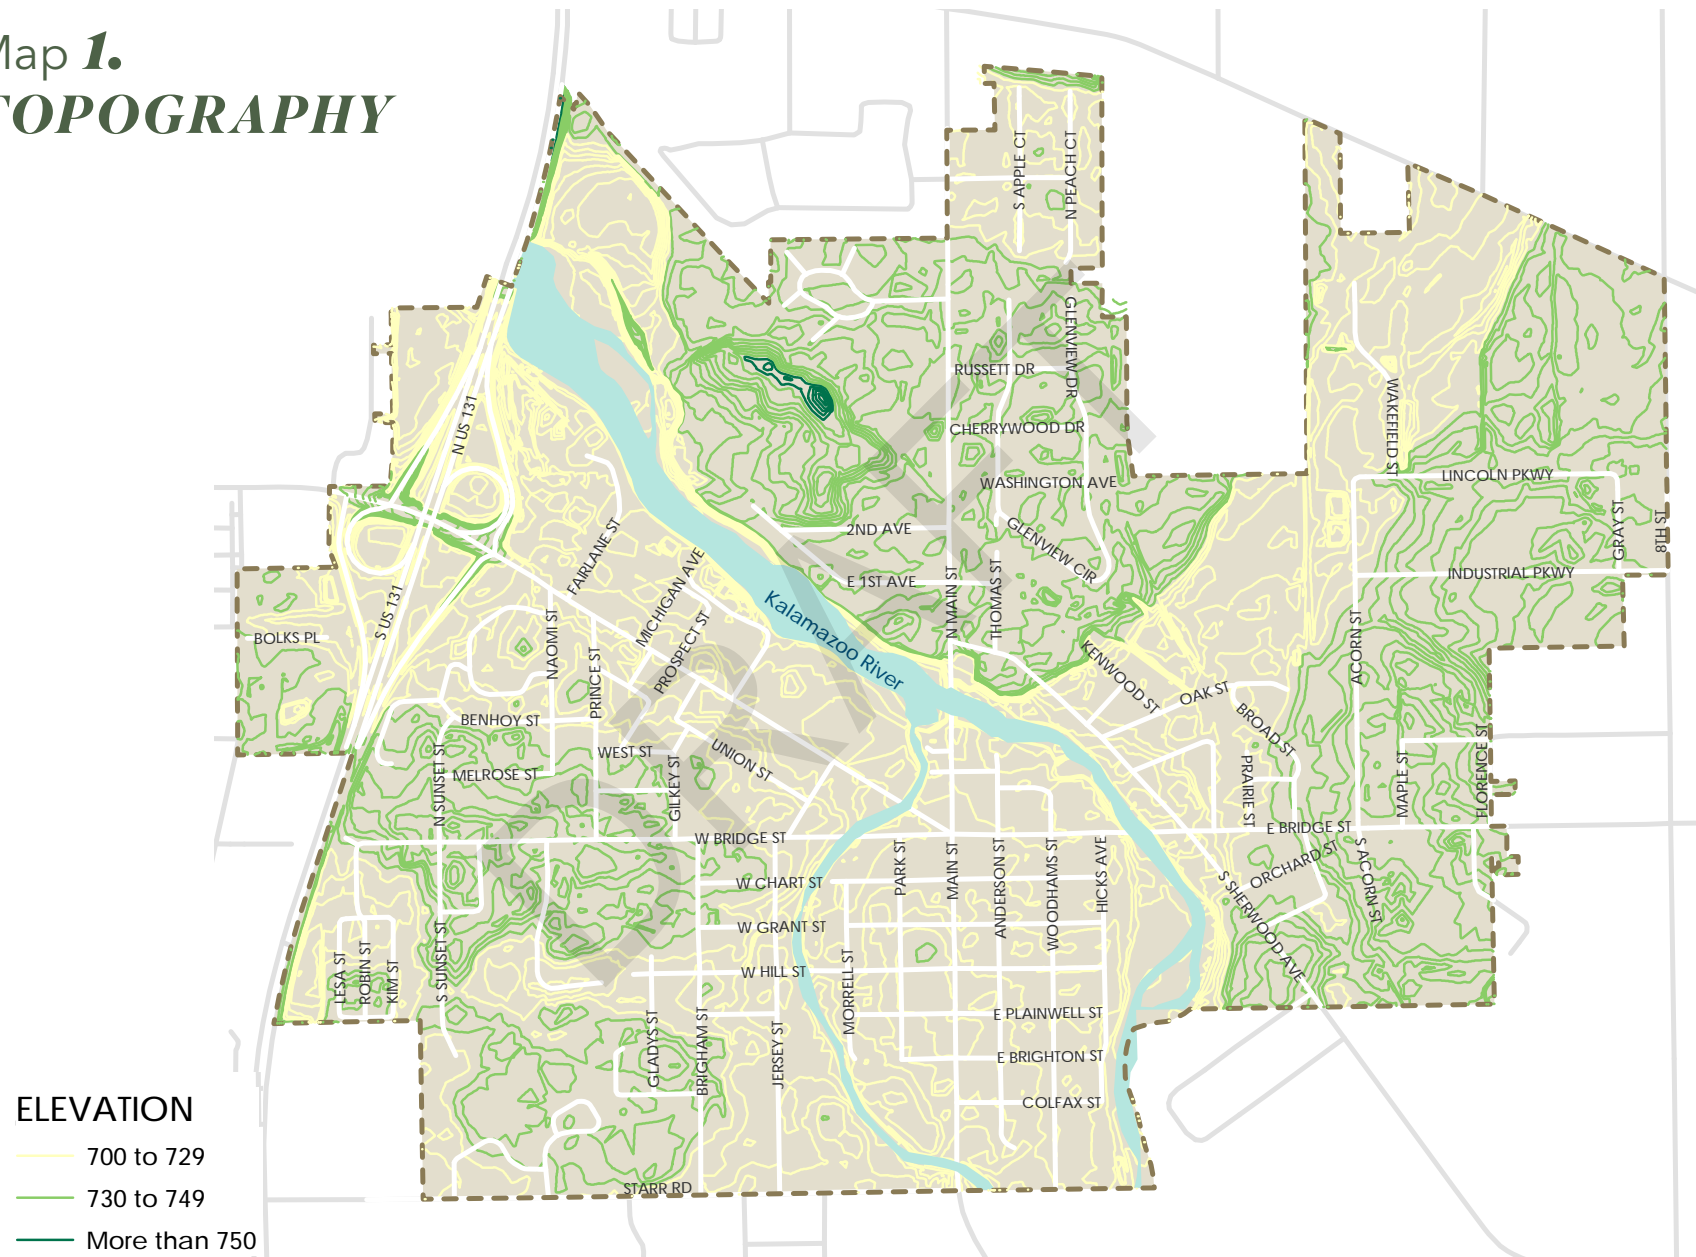 Map 1.
TOPOGRAPHY
S APPLE CT
N PEACH CT
GLENVIEW DR
RUSSETT DR
CHERRYWOOD DR
WASHINGTON AVE
GLENVIEW CIR
N US 131
WAKEFIELD ST
LINCOLN PKWY
GRAY ST
18TH ST
INDUSTRIAL PKWY
2ND AVE
E 1ST AVE
N MAIN ST
THOMAS ST
FAIRLANE ST
MICHIGAN AVE
PROSPECT ST
Kalamazoo River
S US 131
BOLKS PL
NAOMI ST
PRINCE ST
KENWOOD ST
OAK ST
BROAD ST
ACORN ST
BENHOY ST
WEST ST
UNION ST
N SUNSET ST
MELROSE ST
GILKEY ST
PRAIRIE ST
MAPLE ST
FLORENCE ST
W BRIDGE ST
E BRIDGE ST
ORCHARD ST
S ACORN ST
S SHERWOOD AVE
W CHART ST
PARK ST
MAIN ST
ANDERSON ST
WOODHAMS ST
HICKS AVE
W GRANT ST
W HILL ST
LESA ST
ROBIN ST
KIM ST
S SUNSET ST
MORRELL ST
E PLAINWELL ST
GLADYS ST
BRIGHAM ST
JERSEY ST
E BRIGHTON ST
COLFAX ST
STARR RD
DRAFT
ELEVATION
700 to 729
730 to 749
More than 750